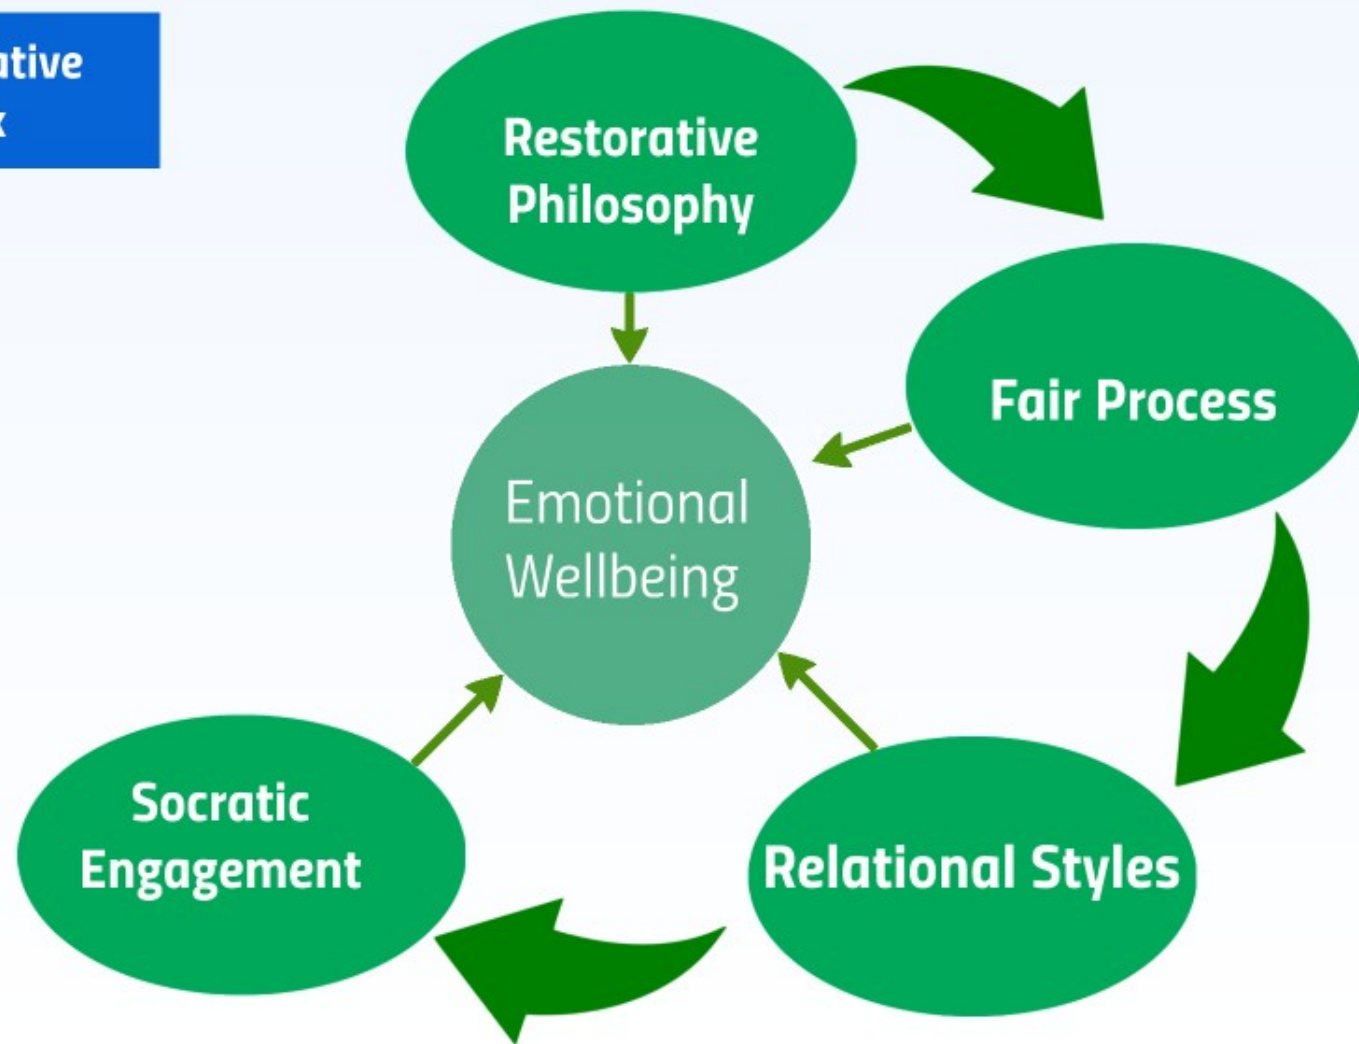 Restorative
Philosophy
Fair Process
Emotional
Wellbeing
Socratic
Engagement
Relational Styles